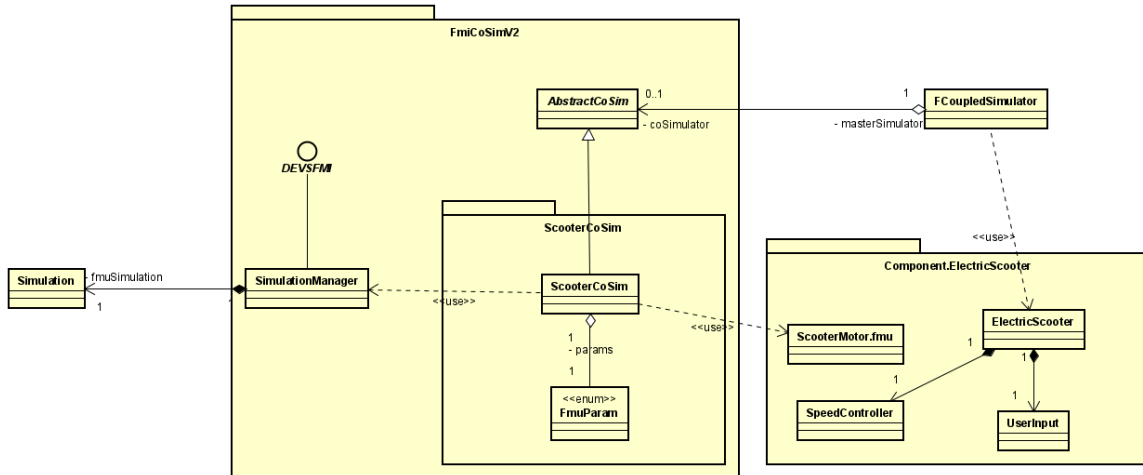 FmiCoSimV2
AbstractCoSim
0..1
- coSimulator
1
- masterSimulator
FCoupledSimulator
DEVSFMI
<<use>>
ScooterCoSim
Component.ElectricScooter
Simulation
- fmuSimulation
1
SimulationManager
<<use>>
ScooterCoSim
<<use>>
ScooterMotor.fmu
ElectricScooter
1
- params
1
<<enum>>
FmuParam
1
1
1
1
SpeedController
UserInput